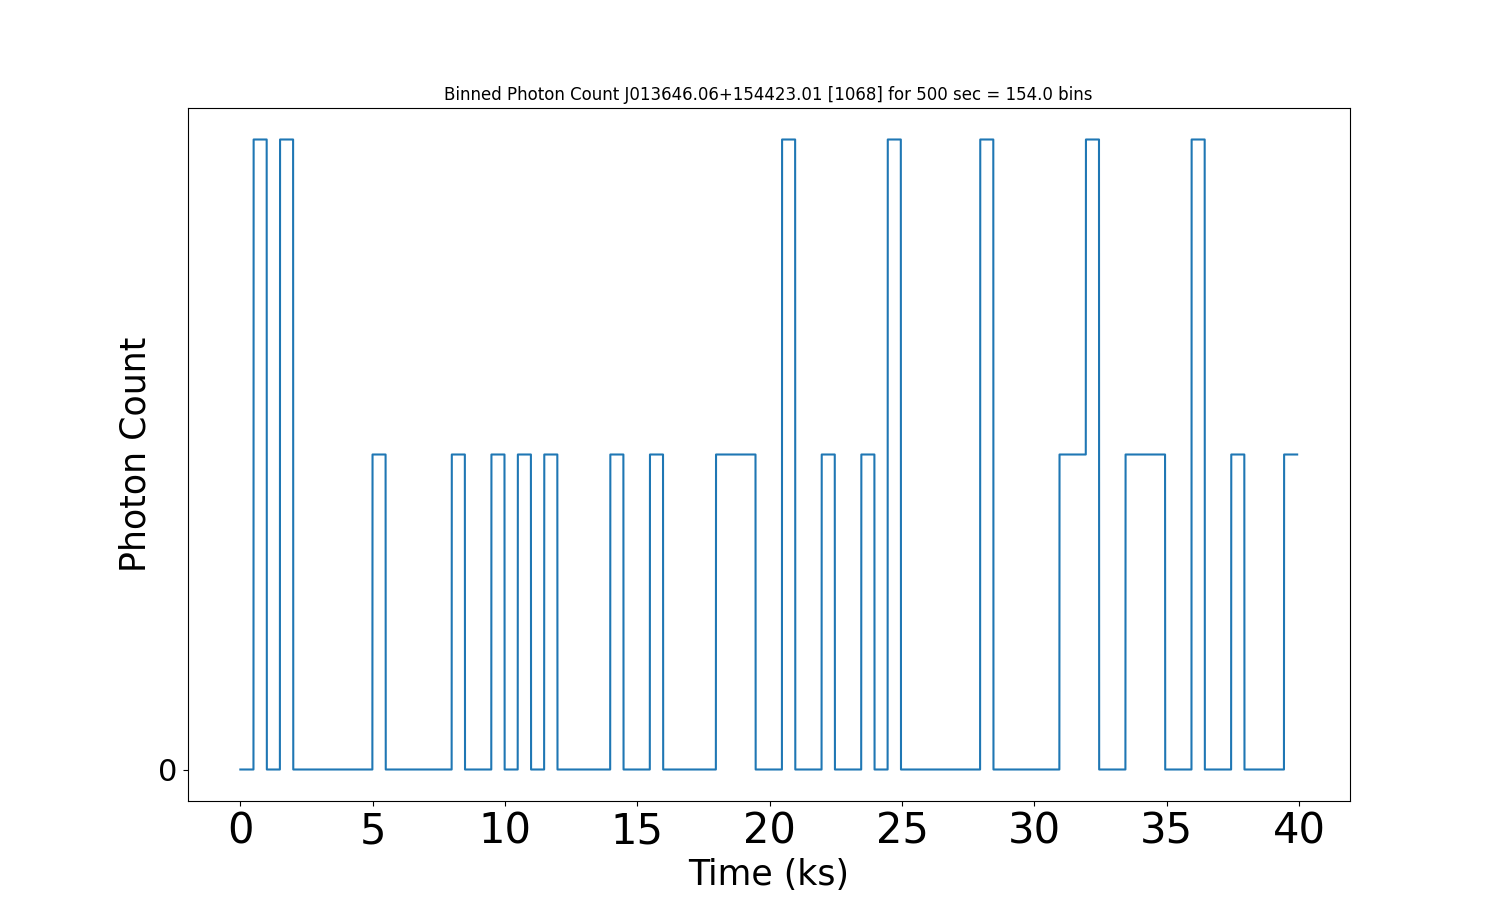 Binned Photon Count J013646.06+154423.01 [1068] for 500 sec = 154.0 bins
Photon Count
0
0 5 10 15 20 25 30 35 40
Time (ks)